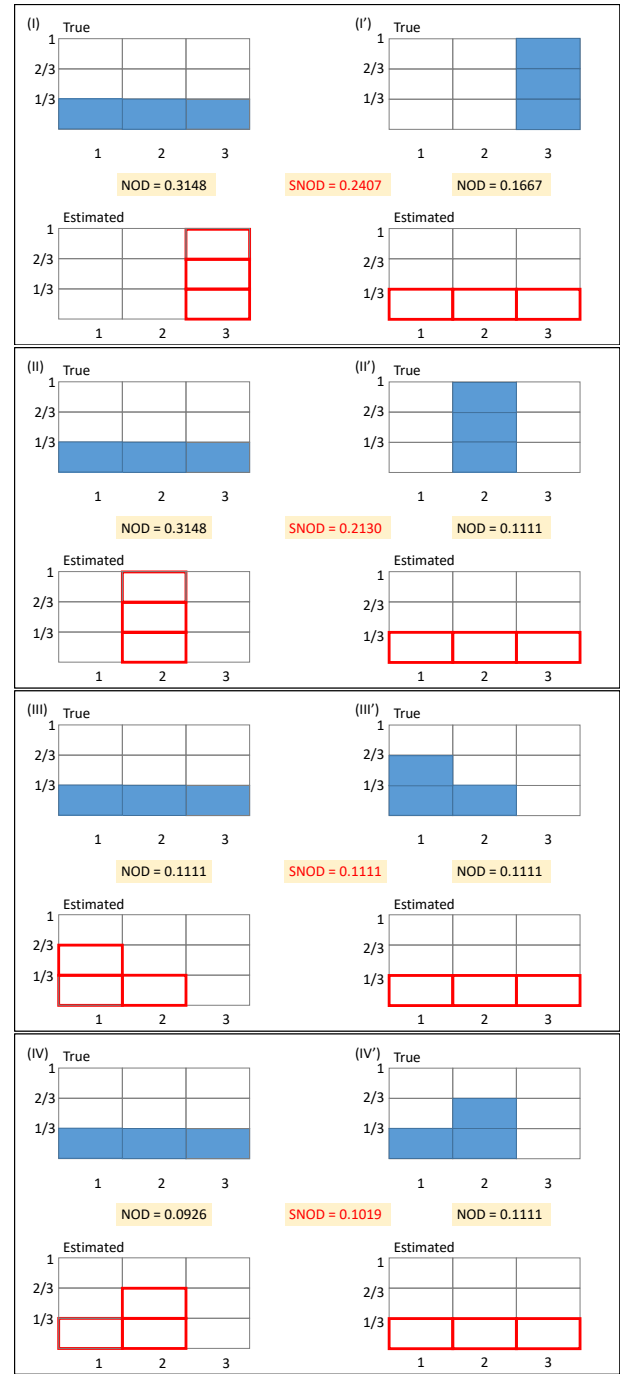 (I) True (I') True
1 1
2/3 2/3
1/3 1/3
1 2 3 1 2 3
NOD = 0.3148 SNOD = 0.2407 NOD = 0.1667
Estimated Estimated
1 1
2/3 2/3
1/3 1/3
1 2 3 1 2 3
(II) True (II') True
1 1
2/3 2/3
1/3 1/3
1 2 3 1 2 3
NOD = 0.3148 SNOD = 0.2130 NOD = 0.1111
Estimated Estimated
1 1
2/3 2/3
1/3 1/3
1 2 3 1 2 3
(III) True (III') True
1 1
2/3 2/3
1/3 1/3
1 2 3 1 2 3
NOD = 0.1111 SNOD = 0.1111 NOD = 0.1111
Estimated Estimated
1 1
2/3 2/3
1/3 1/3
1 2 3 1 2 3
(IV) True (IV') True
1 1
2/3 2/3
1/3 1/3
1 2 3 1 2 3
NOD = 0.0926 SNOD = 0.1019 NOD = 0.1111
Estimated Estimated
1 1
2/3 2/3
1/3 1/3
1 2 3 1 2 3